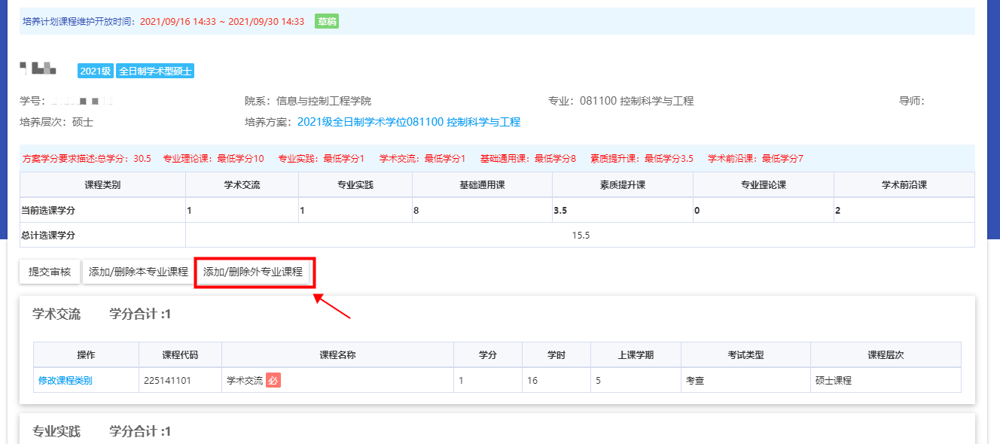 培养计划课程维护开放时间：2021/09/16 14:33 ~ 2021/09/30 14:33 草稿
2021级 全日制学术型硕士
学号： 院系：信息与控制工程学院 专业：081100 控制科学与工程 导师：
培养层次：硕士 培养方案：2021级全日制学术学位081100 控制科学与工程
方案学分要求描述:总学分：30.5 专业理论课：最低学分10 专业实践：最低学分1 学术交流：最低学分1 基础通用课：最低学分8 素质提升课：最低学分3.5 学术前沿课：最低学分7
课程类别 学术交流 专业实践 基础通用课 素质提升课 专业理论课 学术前沿课
当前选课学分 1 1 8 3.5 0 2
总计选课学分 15.5
提交审核 添加/删除本专业课程 添加/删除外专业课程
学术交流 学分合计 :1
操作 课程代码 课程名称 学分 学时 上课学期 考试类型 课程层次
修改课程类别 225141101 学术交流 必 1 16 5 考查 硕士课程
专业实践 学分合计 :1